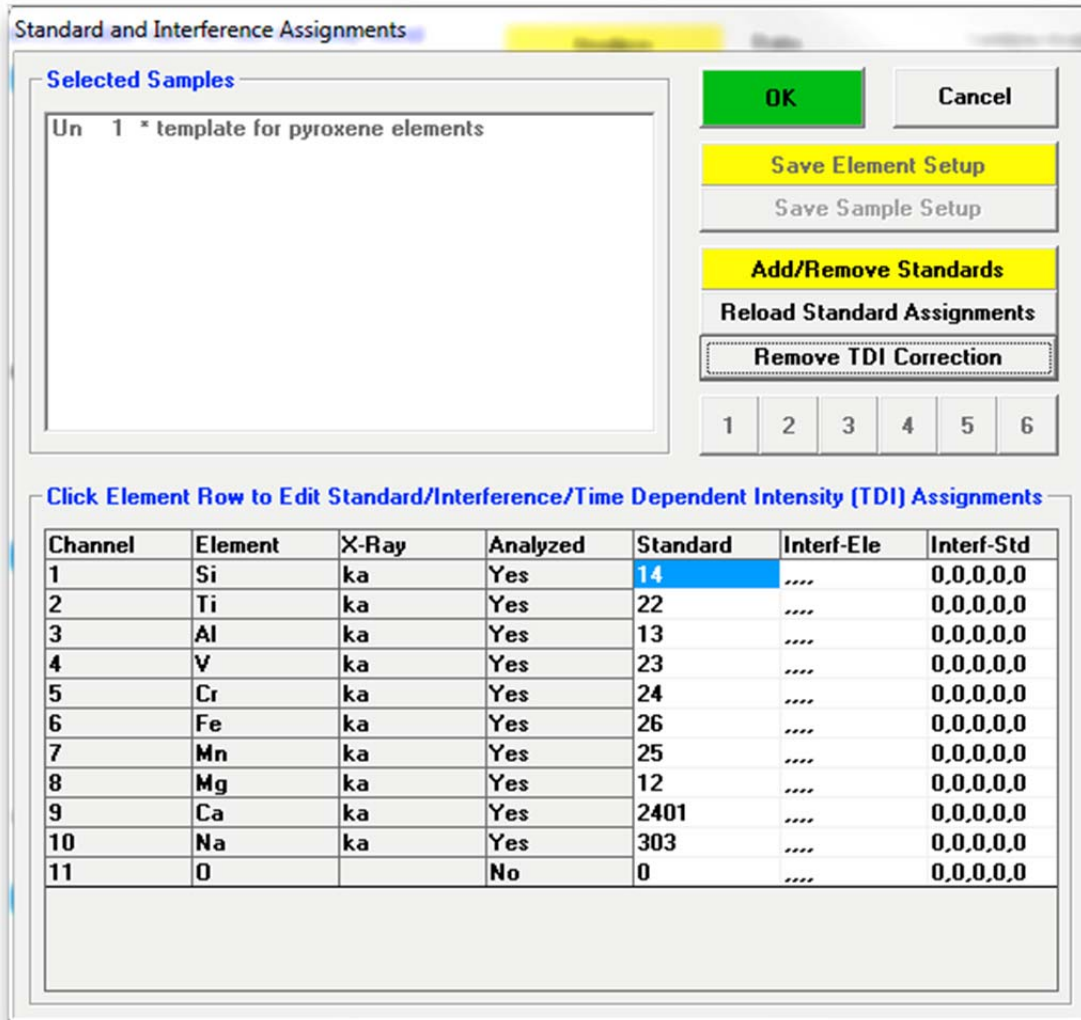 Standard and Interference Assignments
Selected Samples
Un 1 * template for pyroxene elements
OK
Cancel
Save Element Setup
Save Sample Setup
Add/Remove Standards
Reload Standard Assignments
Remove TDI Correction
1 2 3 4 5 6
Click Element Row to Edit Standard/Interference/Time Dependent Intensity (TDI) Assignments
Channel Element X-Ray Analyzed Standard Interf-Ele Interf-Std
1 Si ka Yes 14 ,,,, 0,0,0,0,0
2 Ti ka Yes 22 ,,,, 0,0,0,0,0
3 Al ka Yes 13 ,,,, 0,0,0,0,0
4 V ka Yes 23 ,,,, 0,0,0,0,0
5 Cr ka Yes 24 ,,,, 0,0,0,0,0
6 Fe ka Yes 26 ,,,, 0,0,0,0,0
7 Mn ka Yes 25 ,,,, 0,0,0,0,0
8 Mg ka Yes 12 ,,,, 0,0,0,0,0
9 Ca ka Yes 2401 ,,,, 0,0,0,0,0
10 Na ka Yes 303 ,,,, 0,0,0,0,0
11 O No 0 ,,,, 0,0,0,0,0